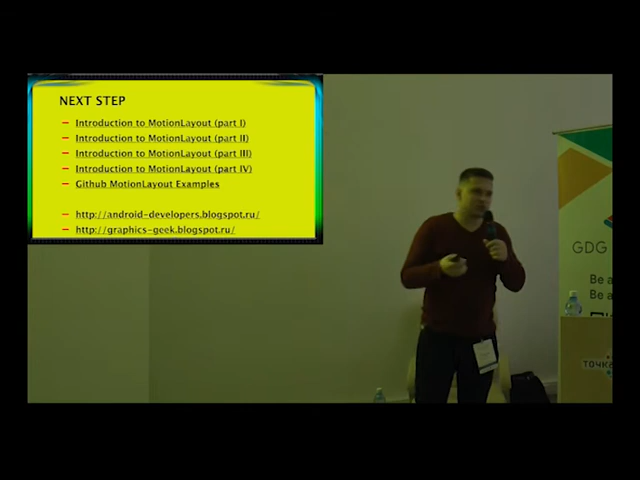 NEXT STEP
Introduction to MotionLayout (part I)
Introduction to MotionLayout (part II)
Introduction to MotionLayout (part III)
Introduction to MotionLayout (part IV)
Github MotionLayout Examples
http://android-developers.blogspot.ru/
http://graphics-geek.blogspot.ru/
GDG
Be a
Be a